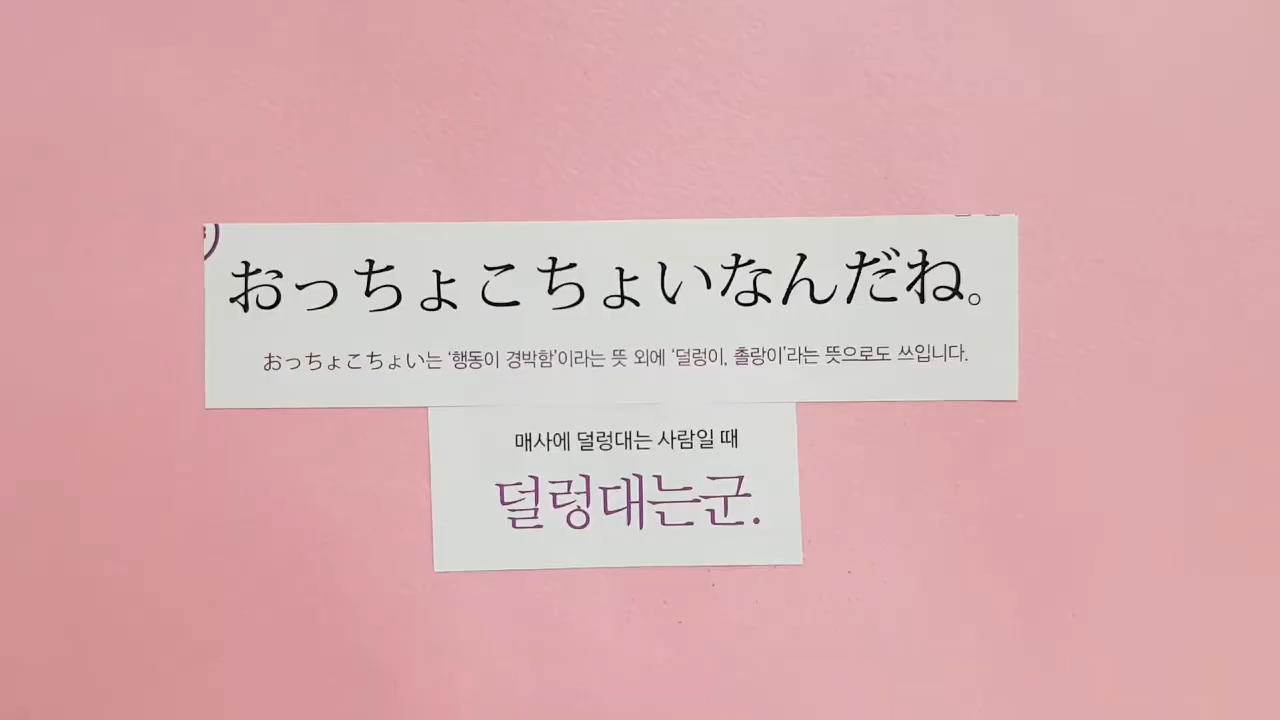 おっちょこちょいなんだね。
おっちょこちょいは ‘행동이 경박함’이라는 뜻 외에 ‘덜렁이, 촐랑이’라는 뜻으로도 쓰입니다.
매사에 덜렁대는 사람일 때
덜렁대는군.